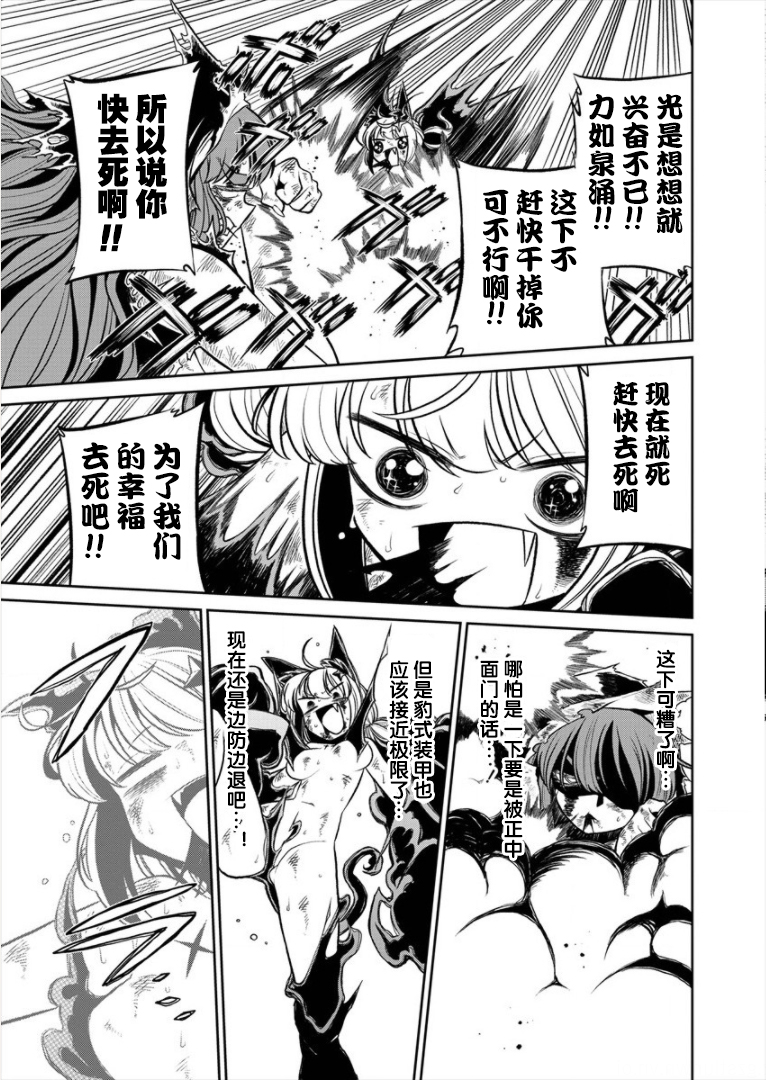 光是想想就
兴奋不已!!
力如泉涌!!
这下不
赶快干掉你
可不行啊!!
所以说你
快去死啊
!!
现在就死
赶快去死啊
为了我们
的幸福
去死吧!!
这下可糟了啊…
哪怕是一下要是被正中
面门的话……
但是豹式装甲也
应该接近极限了…
现在还是边防边退吧…!